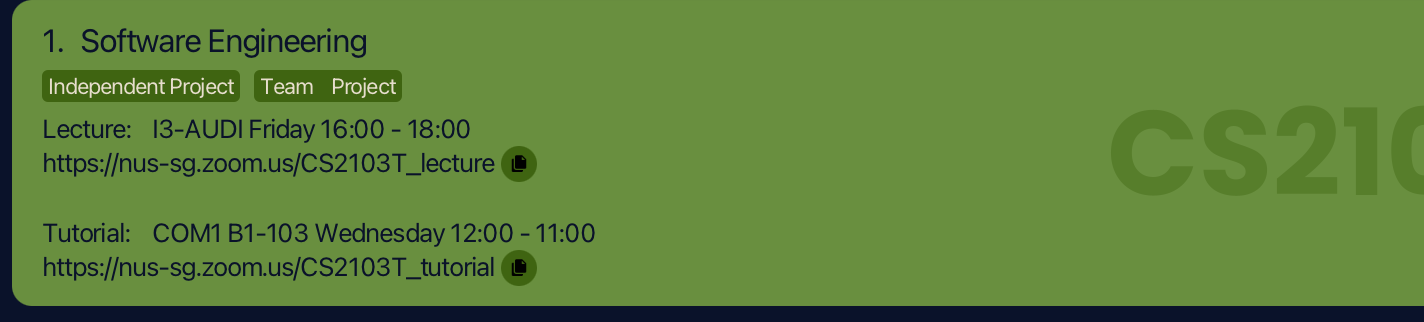 1. Software Engineering
Independent Project Team Project
Lecture: I3-AUDI Friday 16:00 - 18:00
https://nus-sg.zoom.us/CS2103T_lecture
CS210
Tutorial: COM1 B1-103 Wednesday 12:00 - 11:00
https://nus-sg.zoom.us/CS2103T_tutorial